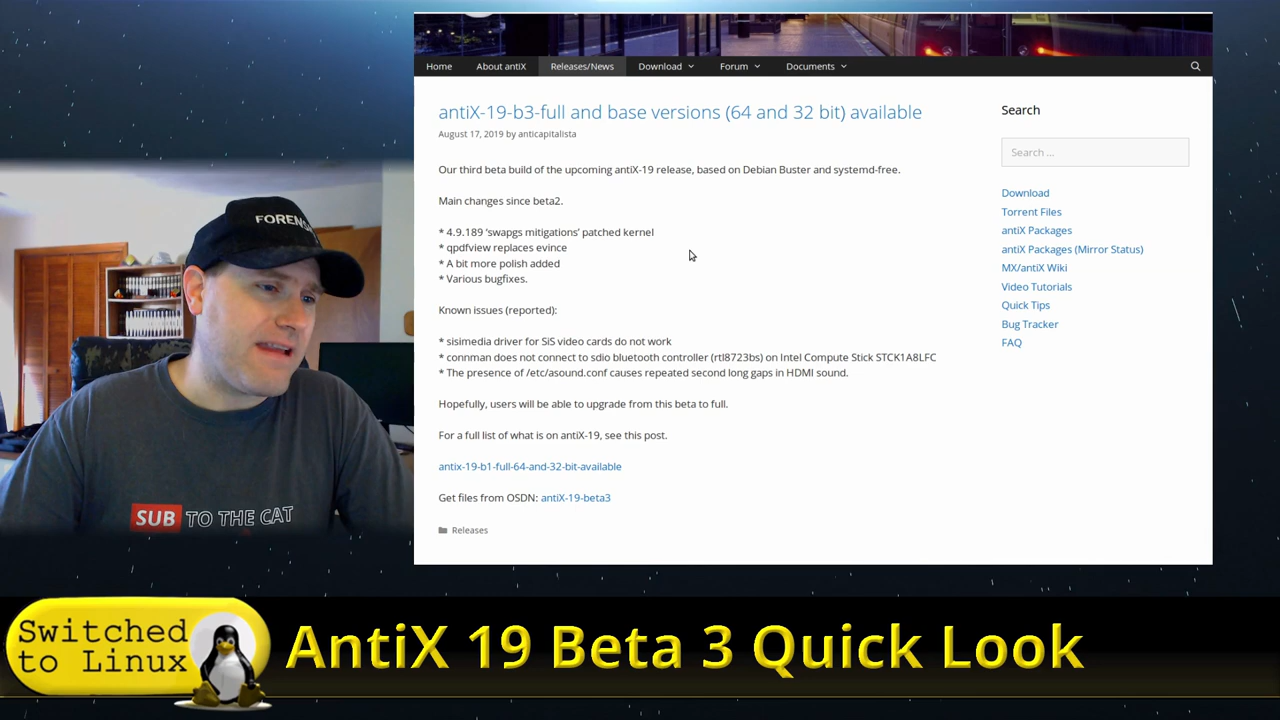 Home About antiX Releases/News Download Forum Documents
antiX-19-b3-full and base versions (64 and 32 bit) available
August 17, 2019 by anticapitalista
Our third beta build of the upcoming antiX-19 release, based on Debian Buster and systemd-free.
Main changes since beta2.
* 4.9.189 ‘swapgs mitigations’ patched kernel
* qpdfview replaces evince
* A bit more polish added
* Various bugfixes.
Known issues (reported):
* sisimedia driver for SiS video cards do not work
* connman does not connect to sdio bluetooth controller (rtl8723bs) on Intel Compute Stick STCK1A8LFC
* The presence of /etc/asound.conf causes repeated second long gaps in HDMI sound.
Hopefully, users will be able to upgrade from this beta to full.
For a full list of what is on antiX-19, see this post.
antix-19-b1-full-64-and-32-bit-available
Get files from OSDN: antiX-19-beta3
Releases
Search
Search ...
Download
Torrent Files
antiX Packages
antiX Packages (Mirror Status)
MX/antiX Wiki
Video Tutorials
Quick Tips
Bug Tracker
FAQ
SUB TO THE CAT
Switched
to Linux
AntiX 19 Beta 3 Quick Look